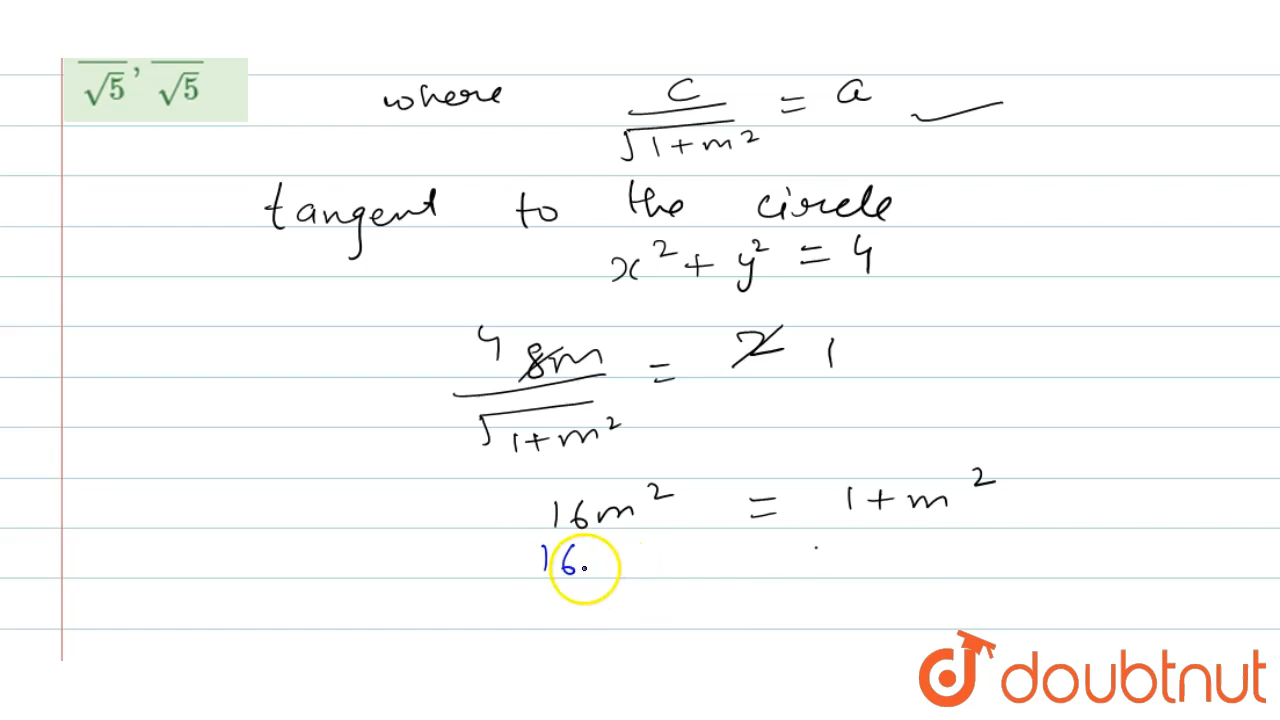 √5 , √5
where c/√(1+m²) = a
tangent to the circle
x² + y² = 4
4 8m/√(1+m²) = 2 1
16m² = 1+m²
16
doubtnut